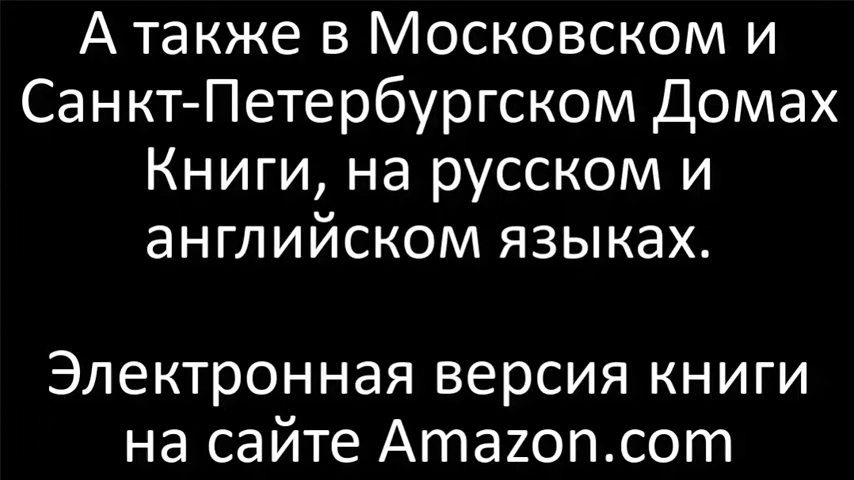 А также в Московском и
Санкт-Петербургском Домах
Книги, на русском и
английском языках.
Электронная версия книги
на сайте Amazon.com